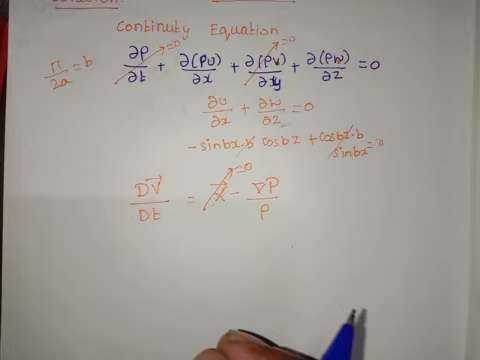 Continuity Equation
π/2a = b ∂ρ/∂t →=0 + ∂(ρu)/∂x + ∂(ρv)/∂y →=0 + ∂(ρw)/∂z = 0
∂u/∂x + ∂w/∂z = 0
- sinbx·b cosbz + cosbz·b sinbx = 0
DV⃗/Dt = X⃗ →=0 - ∇P/ρ